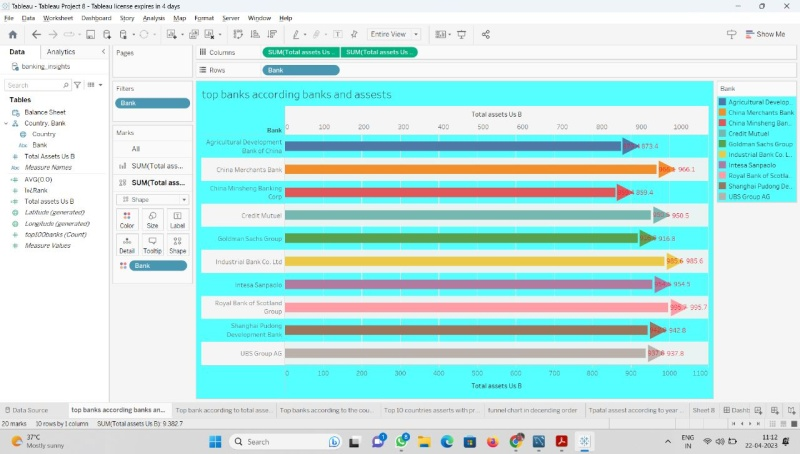 Tableau - Tableau Project 8 - Tableau license expires in 4 days
File Data Worksheet Dashboard Story Analysis Map Format Server Window Help
Entire View
Show Me
Data Analytics
banking_insights
Search
Tables
Balance Sheet
Country, Bank
Country
Bank
Total Assets Us B
Measure Names
AVG(0.0)
Total assets Us B
Latitude (generated)
Longitude (generated)
top100banks (Count)
Measure Values
Pages
Filters
Bank
Marks
All
SUM(Total ass...
SUM(Total ass...
Shape
Color Size Label
Detail Tooltip Shape
Bank
Columns SUM(Total assets Us ... SUM(Total assets Us ...
Rows Bank
top banks according banks and assests
Total assets Us B
Bank
0 100 200 300 400 500 600 700 800 900 1000
Agricultural Development
Bank of China
873.4
China Merchants Bank
966.1
China Minsheng Banking
Corp
859.4
Credit Mutuel
950.5
Goldman Sachs Group
916.8
Industrial Bank Co. Ltd
985.6 985.6
Intesa Sanpaolo
954.5
Royal Bank of Scotland
Group
995.7
Shanghai Pudong
Development Bank
942.8
UBS Group AG
937.8 937.8
0 100 200 300 400 500 600 700 800 900 1000 1100
Total assets Us B
Bank
Agricultural Develop...
China Merchants Bank
China Minsheng Ban...
Credit Mutuel
Goldman Sachs Group
Industrial Bank Co. L...
Intesa Sanpaolo
Royal Bank of Scotla...
Shanghai Pudong De...
UBS Group AG
Data Source
top banks according banks an...
Top bank according to total asse...
Top banks according to the cou...
Top 10 countries asserts with pr...
funnel chart in decending order
Tpatal assest according to year ...
Sheet 8
Dashb
20 marks 10 rows by 1 column SUM(Total assets Us B): 9,382.7
37°C
Mostly sunny
Search
ENG
IN
11:12
22-04-2023